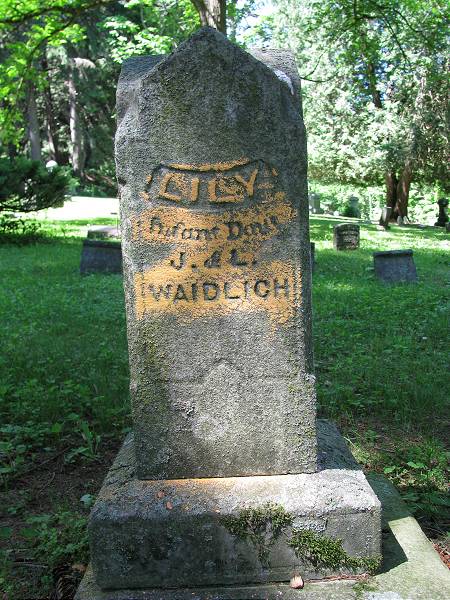 LILY
Infant Dau.
J. & L.
WAIDLICH